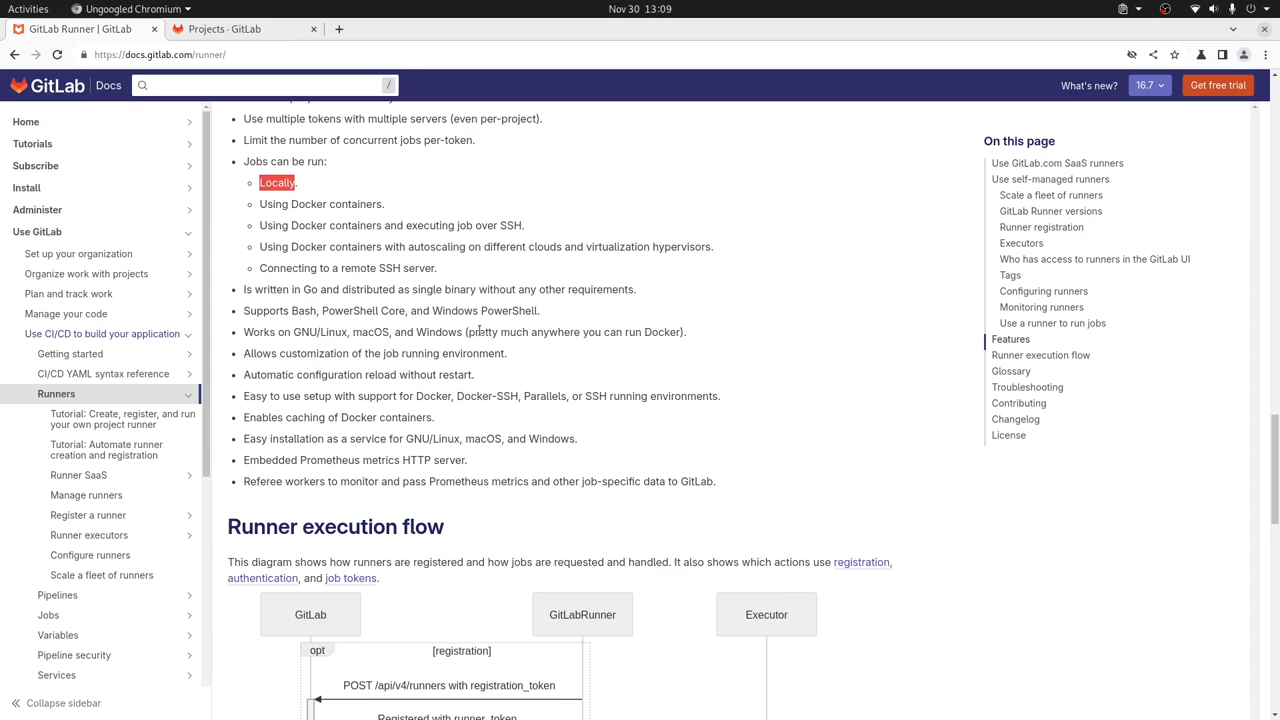 Activities
Ungoogled Chromium
Nov 30 13:09
GitLab Runner | GitLab
Projects · GitLab
https://docs.gitlab.com/runner/
GitLab Docs
/
What's new?
16.7
Get free trial
Home
Tutorials
Subscribe
Install
Administer
Use GitLab
Set up your organization
Organize work with projects
Plan and track work
Manage your code
Use CI/CD to build your application
Getting started
CI/CD YAML syntax reference
Runners
Tutorial: Create, register, and run
your own project runner
Tutorial: Automate runner
creation and registration
Runner SaaS
Manage runners
Register a runner
Runner executors
Configure runners
Scale a fleet of runners
Pipelines
Jobs
Variables
Pipeline security
Services
Collapse sidebar
Use multiple tokens with multiple servers (even per-project).
Limit the number of concurrent jobs per-token.
Jobs can be run:
Locally.
Using Docker containers.
Using Docker containers and executing job over SSH.
Using Docker containers with autoscaling on different clouds and virtualization hypervisors.
Connecting to a remote SSH server.
Is written in Go and distributed as single binary without any other requirements.
Supports Bash, PowerShell Core, and Windows PowerShell.
Works on GNU/Linux, macOS, and Windows (pretty much anywhere you can run Docker).
Allows customization of the job running environment.
Automatic configuration reload without restart.
Easy to use setup with support for Docker, Docker-SSH, Parallels, or SSH running environments.
Enables caching of Docker containers.
Easy installation as a service for GNU/Linux, macOS, and Windows.
Embedded Prometheus metrics HTTP server.
Referee workers to monitor and pass Prometheus metrics and other job-specific data to GitLab.
Runner execution flow
This diagram shows how runners are registered and how jobs are requested and handled. It also shows which actions use registration,
authentication, and job tokens.
GitLab
GitLabRunner
Executor
opt
[registration]
POST /api/v4/runners with registration_token
Registered with runner_token
On this page
Use GitLab.com SaaS runners
Use self-managed runners
Scale a fleet of runners
GitLab Runner versions
Runner registration
Executors
Who has access to runners in the GitLab UI
Tags
Configuring runners
Monitoring runners
Use a runner to run jobs
Features
Runner execution flow
Glossary
Troubleshooting
Contributing
Changelog
License